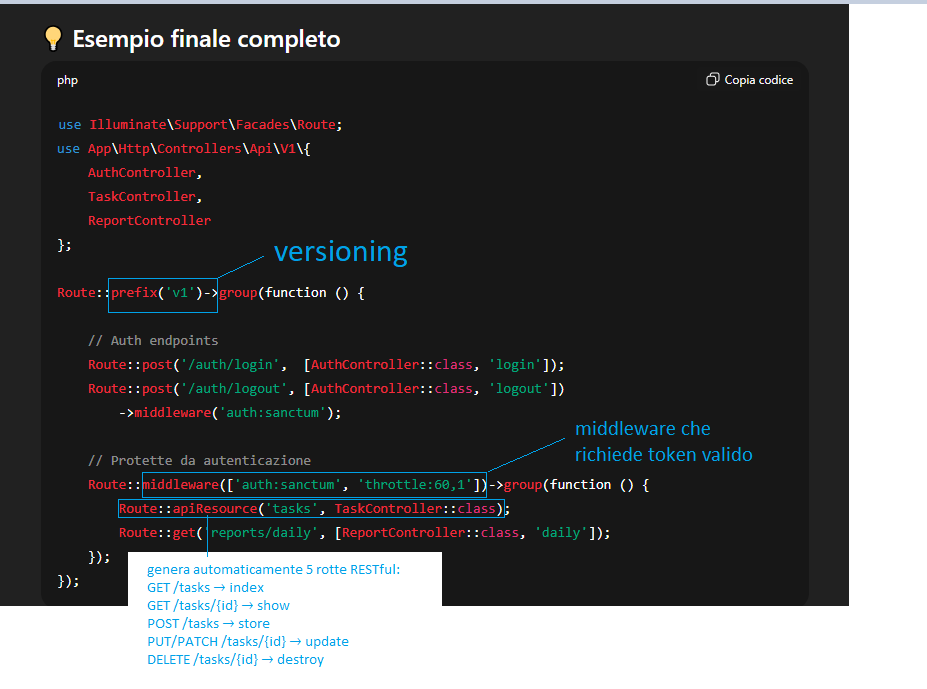 💡 Esempio finale completo
php
Copia codice
use Illuminate\Support\Facades\Route;
use App\Http\Controllers\Api\V1\{
AuthController,
TaskController,
ReportController
};
versioning
Route::prefix('v1')->group(function () {
// Auth endpoints
Route::post('/auth/login', [AuthController::class, 'login']);
Route::post('/auth/logout', [AuthController::class, 'logout'])
->middleware('auth:sanctum');
middleware che
richiede token valido
// Protette da autenticazione
Route::middleware(['auth:sanctum', 'throttle:60,1'])->group(function () {
Route::apiResource('tasks', TaskController::class);
Route::get('reports/daily', [ReportController::class, 'daily']);
});
});
genera automaticamente 5 rotte RESTful:
GET /tasks → index
GET /tasks/{id} → show
POST /tasks → store
PUT/PATCH /tasks/{id} → update
DELETE /tasks/{id} → destroy